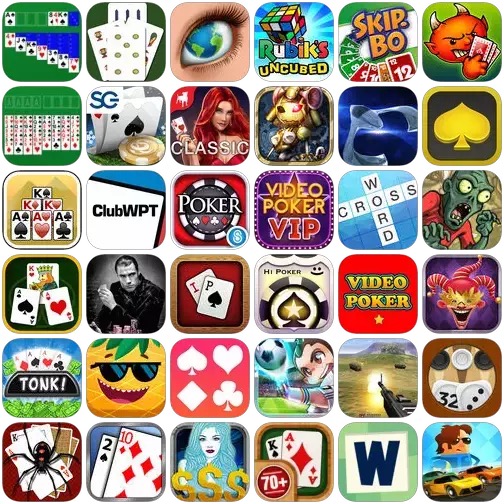 RUBIK'S
UNCUBED
SKIP
BO
12
SG
CLASSIC
K K
K K
A A A A
ClubWPT
POKER
VIDEO
POKER
VIP
CROSS
WORD
K
A
A
I
P
Hi POKER
VIDEO
POKER
TONK!
32
2
10
$$$
K
A
70+
W